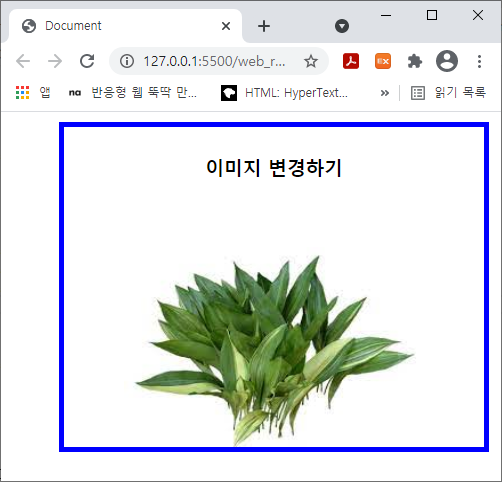 Document
127.0.0.1:5500/web_r...
앱 na 반응형 웹 뚝딱 만... HTML: HyperText... » 읽기 목록
이미지 변경하기